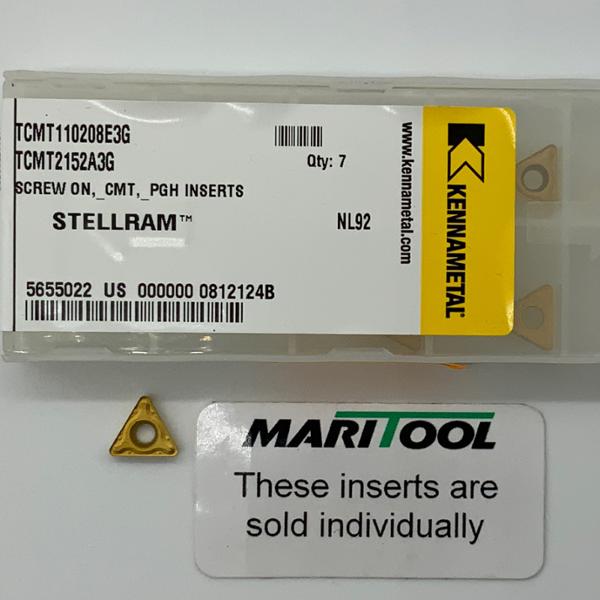 TCMT110208E3G
TCMT2152A3G
Qty: 7
SCREW ON,_CMT,_PGH INSERTS
STELLRAM™
NL92
5655022 US 000000 0812124B
www.kennametal.com
KENNAMETAL
MARITOOL
These inserts are
sold individually